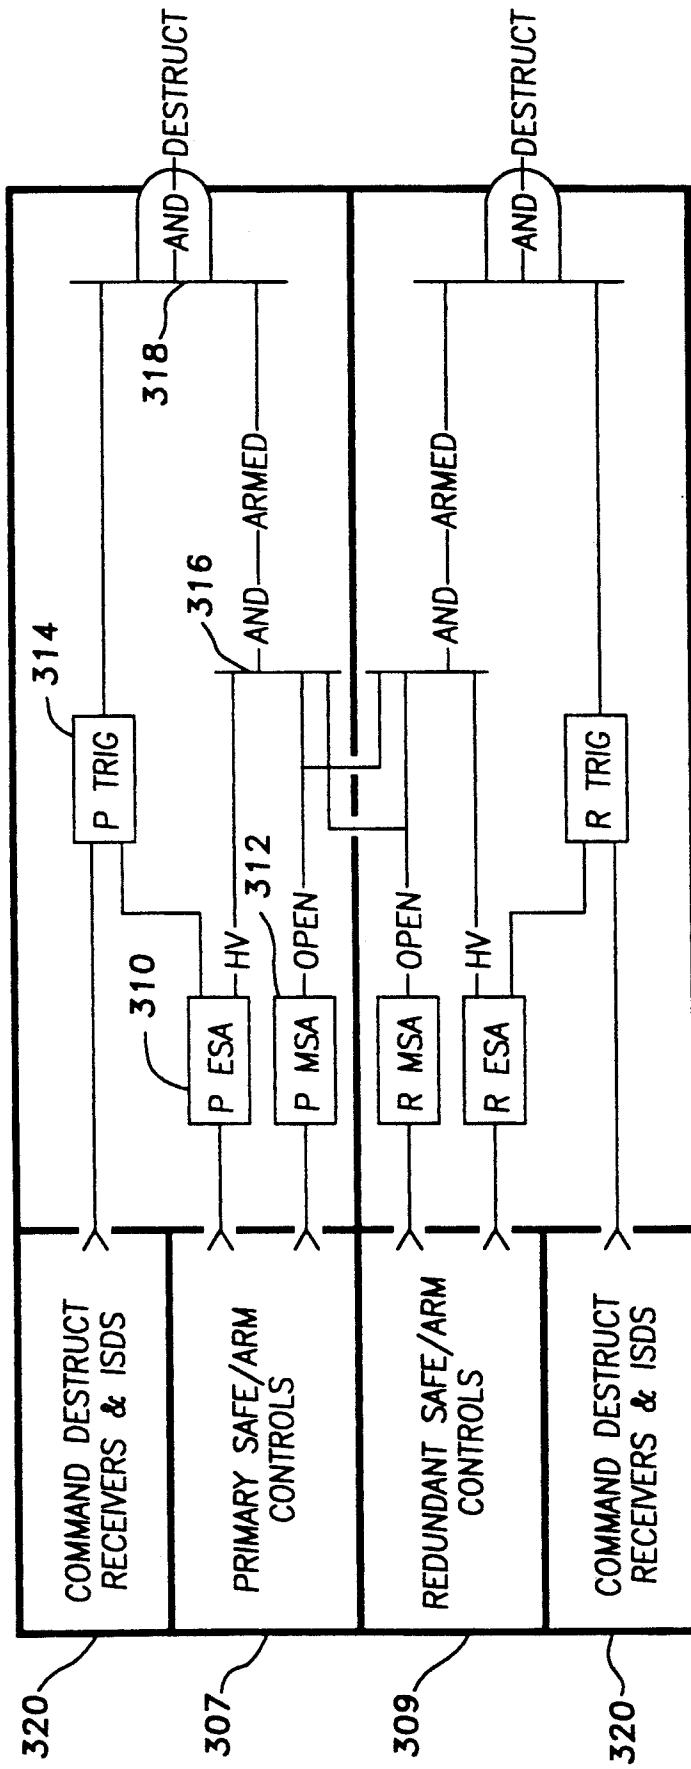 320
COMMAND DESTRUCT
RECEIVERS & ISDS
P TRIG
314
318
AND
DESTRUCT
307
PRIMARY SAFE/ARM
CONTROLS
P ESA
310
HV
P MSA
312
OPEN
316
AND
ARMED
309
REDUNDANT SAFE/ARM
CONTROLS
R MSA
OPEN
R ESA
HV
AND
ARMED
AND
DESTRUCT
320
COMMAND DESTRUCT
RECEIVERS & ISDS
R TRIG